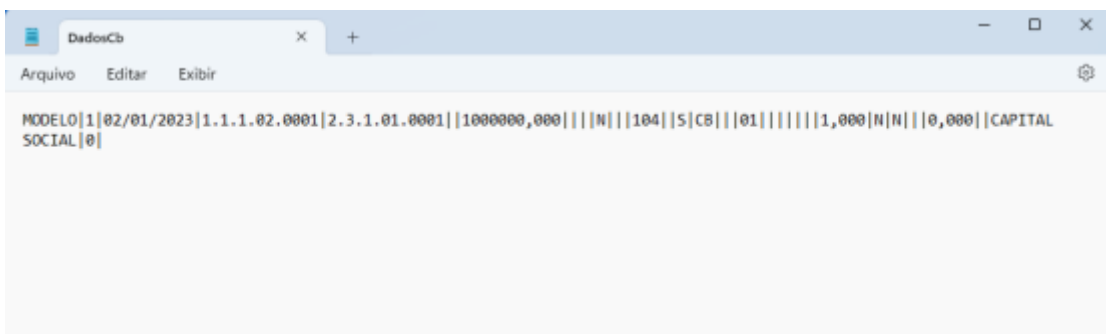 DadosCb
Arquivo Editar Exibir
MODELO|1|02/01/2023|1.1.1.02.0001|2.3.1.01.0001||1000000,000||||N|||104||S|CB|||01|||||||1,000|N|N|||0,000||CAPITAL
SOCIAL|0|